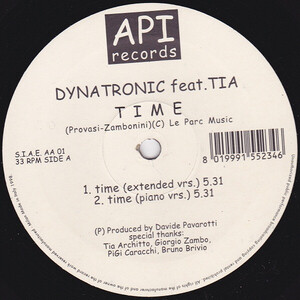 API
records
DYNATRONIC feat.TIA
TIME
(Provasi-Zambonini)(C) Le Parc Music
S.I.A.E. AA 01
33 RPM SIDE A
8 019991 552346
1. time (extended vrs.) 5,31
2. time (piano vrs.) 5,31
(P) Produced by Davide Pavarotti
special thanks:
Tia Architto, Giorgio Zambo,
PiGi Caracchi, Bruno Brivio